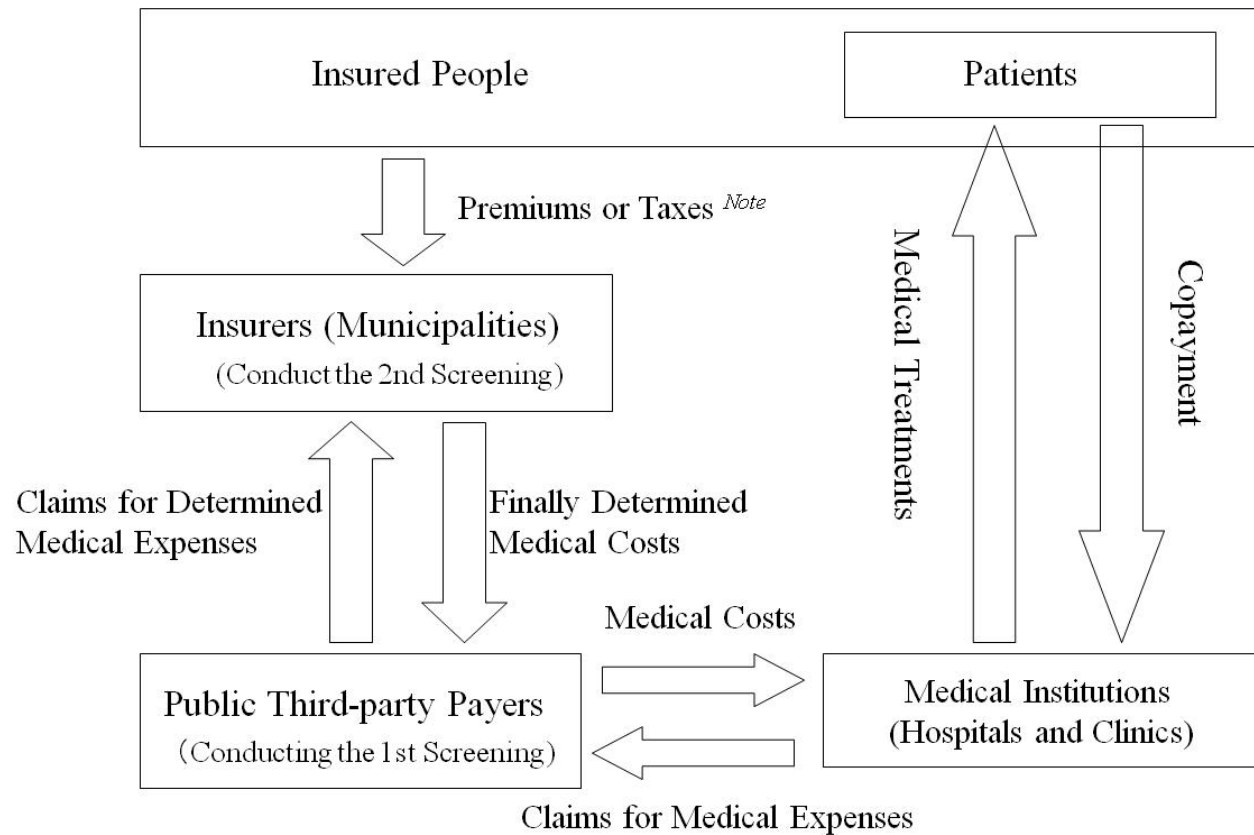 Insured People
Patients
Premiums or Taxes Note
Insurers (Municipalities)
(Conduct the 2nd Screening)
Medical Treatments
Copayment
Claims for Determined
Medical Expenses
Finally Determined
Medical Costs
Medical Costs
Public Third-party Payers
(Conducting the 1st Screening)
Medical Institutions
(Hospitals and Clinics)
Claims for Medical Expenses